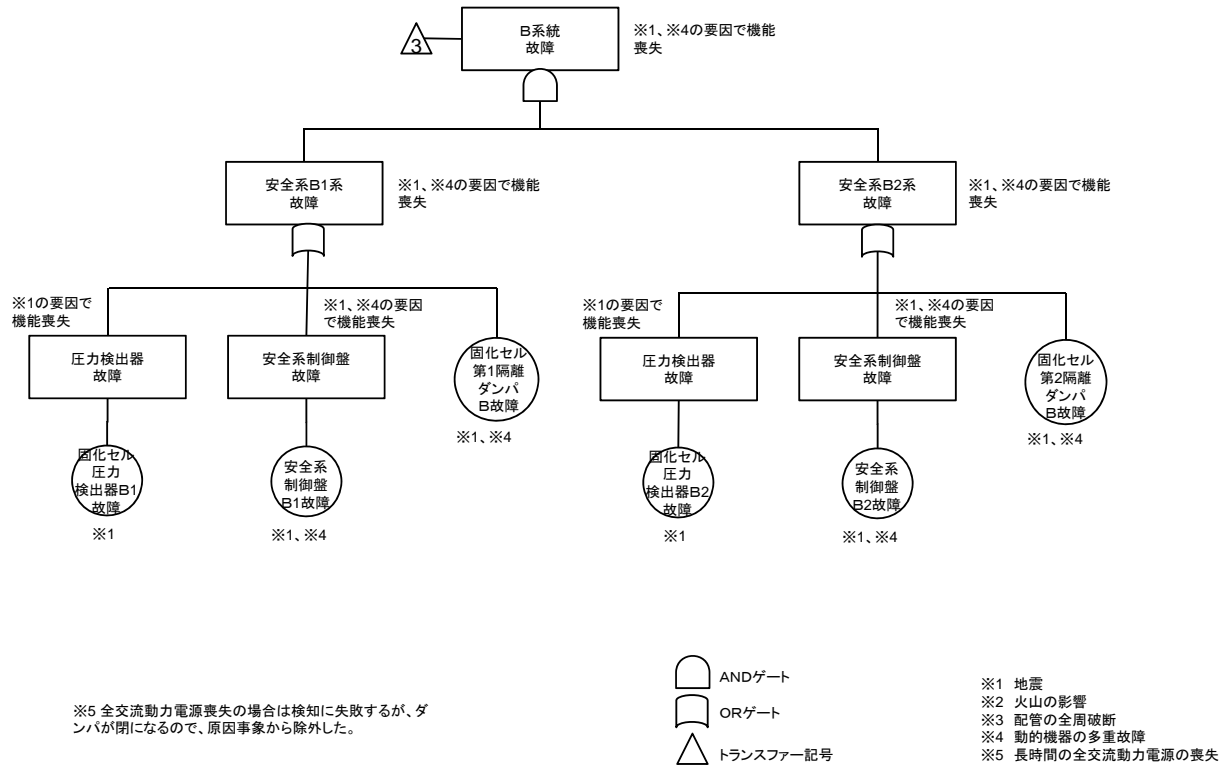 B系統
故障
※1、※4の要因で機能
喪失
3
安全系B1系
故障
※1、※4の要因で機能
喪失
安全系B2系
故障
※1、※4の要因で機能
喪失
※1の要因で
機能喪失
※1、※4の要因
で機能喪失
圧力検出器
故障
安全系制御盤
故障
固化セル
第1隔離
ダンパ
B故障
※1、※4
固化セル
圧力
検出器B1
故障
※1
安全系
制御盤
B1故障
※1、※4
※1の要因で
機能喪失
※1、※4の要因
で機能喪失
圧力検出器
故障
安全系制御盤
故障
固化セル
第2隔離
ダンパ
B故障
※1、※4
固化セル
圧力
検出器B2
故障
※1
安全系
制御盤
B2故障
※1、※4
※5 全交流動力電源喪失の場合は検知に失敗するが、ダ
ンパが閉になるので、原因事象から除外した。
ANDゲート
ORゲート
トランスファー記号
※1 地震
※2 火山の影響
※3 配管の全周破断
※4 動的機器の多重故障
※5 長時間の全交流動力電源の喪失